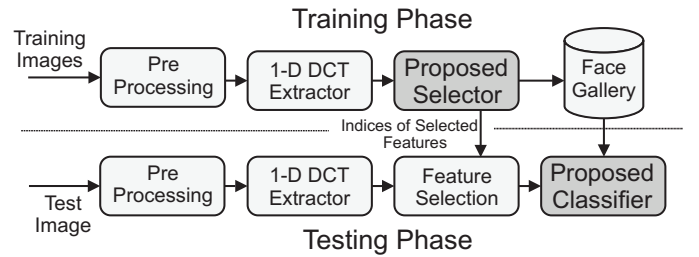 Training Phase
Training
Images
Pre
Processing
1-D DCT
Extractor
Proposed
Selector
Face
Gallery
Indices of Selected
Features
Test
Image
Pre
Processing
1-D DCT
Extractor
Feature
Selection
Proposed
Classifier
Testing Phase